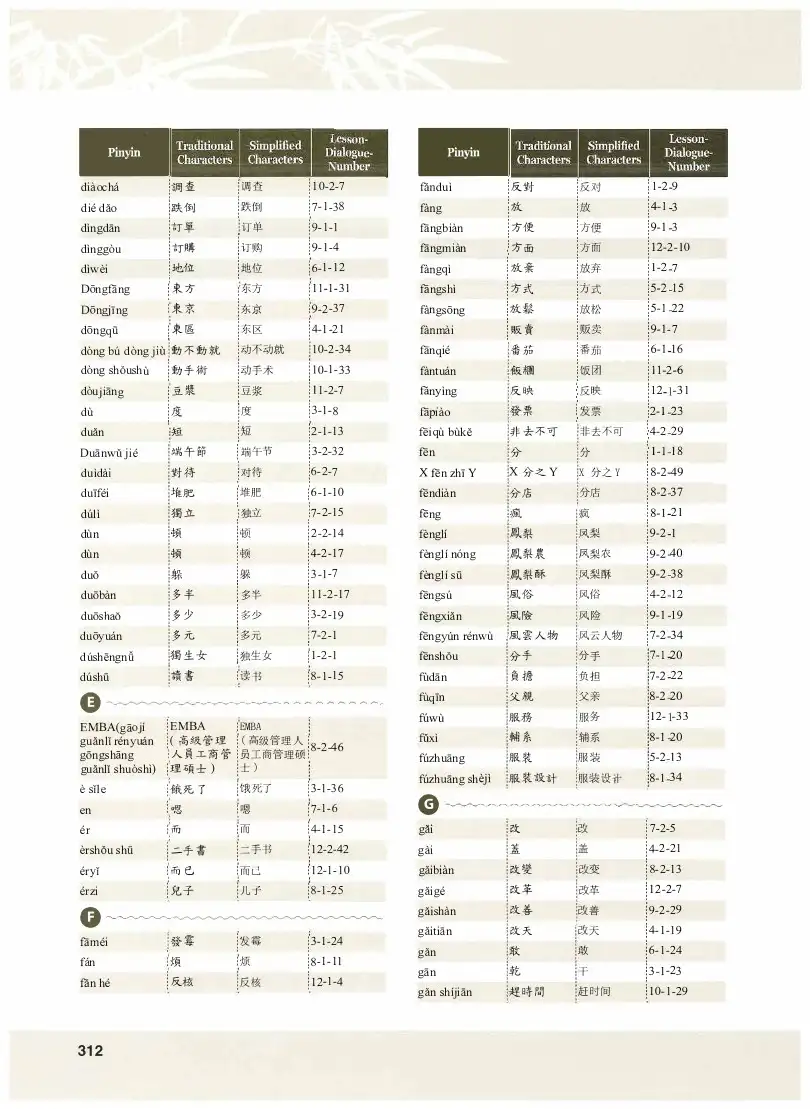 Pinyin Traditional Characters Simplified Characters Lesson-Dialogue-Number
diàochá 調查 调查 10-2-7
dié dǎo 跌倒 跌倒 7-1-38
dìngdān 訂單 订单 9-1-1
dìnggòu 訂購 订购 9-1-4
dìwèi 地位 地位 6-1-12
Dōngfāng 東方 东方 11-1-31
Dōngjīng 東京 东京 9-2-37
dōngqū 東區 东区 4-1-21
dòng bú dòng jiù 動不動就 动不动就 10-2-34
dòng shǒushù 動手術 动手术 10-1-33
dòujiāng 豆漿 豆浆 11-2-7
dù 度 度 3-1-8
duǎn 短 短 2-1-13
Duānwǔ jié 端午節 端午节 3-2-32
duìdài 對待 对待 6-2-7
duīféi 堆肥 堆肥 6-1-10
dúlì 獨立 独立 7-2-15
dùn 頓 顿 2-2-14
dùn 頓 顿 4-2-17
duǒ 躲 躲 3-1-7
duōbàn 多半 多半 11-2-17
duōshǎo 多少 多少 3-2-19
duōyuán 多元 多元 7-2-1
dúshēngnǚ 獨生女 独生女 1-2-1
dúshū 讀書 读书 8-1-15
E
EMBA(gāojí guǎnlǐ rényuán gōngshāng guǎnlǐ shuòshì) EMBA (高級管理人員工商管理碩士) EMBA (高级管理人员工商管理硕士) 8-2-46
è sǐle 餓死了 饿死了 3-1-36
en 嗯 嗯 7-1-6
ér 而 而 4-1-15
èrshǒu shū 二手書 二手书 12-2-42
éryǐ 而已 而已 12-1-10
érzi 兒子 儿子 8-1-25
F
fāméi 發霉 发霉 3-1-24
fán 煩 烦 8-1-11
fǎn hé 反核 反核 12-1-4
Pinyin Traditional Characters Simplified Characters Lesson-Dialogue-Number
fǎnduì 反對 反对 1-2-9
fàng 放 放 4-1-3
fāngbiàn 方便 方便 9-1-3
fāngmiàn 方面 方面 12-2-10
fàngqì 放棄 放弃 1-2-7
fāngshì 方式 方式 5-2-15
fàngsōng 放鬆 放松 5-1-22
fànmài 販賣 贩卖 9-1-7
fānqié 番茄 番茄 6-1-16
fàntuán 飯糰 饭团 11-2-6
fǎnyìng 反映 反映 12-1-31
fāpiào 發票 发票 2-1-23
fēiqù bùkě 非去不可 非去不可 4-2-29
fēn 分 分 1-1-18
X fēn zhī Y X 分之 Y X 分之 Y 8-2-49
fēndiàn 分店 分店 8-2-37
fēng 瘋 疯 8-1-21
fènglí 鳳梨 凤梨 9-2-1
fènglí nóng 鳳梨農 凤梨农 9-2-40
fènglí sū 鳳梨酥 凤梨酥 9-2-38
fēngsú 風俗 风俗 4-2-12
fēngxiǎn 風險 风险 9-1-19
fēngyún rénwù 風雲人物 风云人物 7-2-34
fēnshǒu 分手 分手 7-1-20
fùdān 負擔 负担 7-2-22
fùqīn 父親 父亲 8-2-20
fúwù 服務 服务 12-1-33
fǔxì 輔系 辅系 8-1-20
fúzhuāng 服裝 服装 5-2-13
fúzhuāng shèjì 服裝設計 服装设计 8-1-34
G
gǎi 改 改 7-2-5
gài 蓋 盖 4-2-21
gǎibiàn 改變 改变 8-2-13
gǎigé 改革 改革 12-2-7
gǎishàn 改善 改善 9-2-29
gǎitiān 改天 改天 4-1-19
gǎn 敢 敢 6-1-24
gān 乾 干 3-1-23
gǎn shíjiān 趕時間 赶时间 10-1-29
312